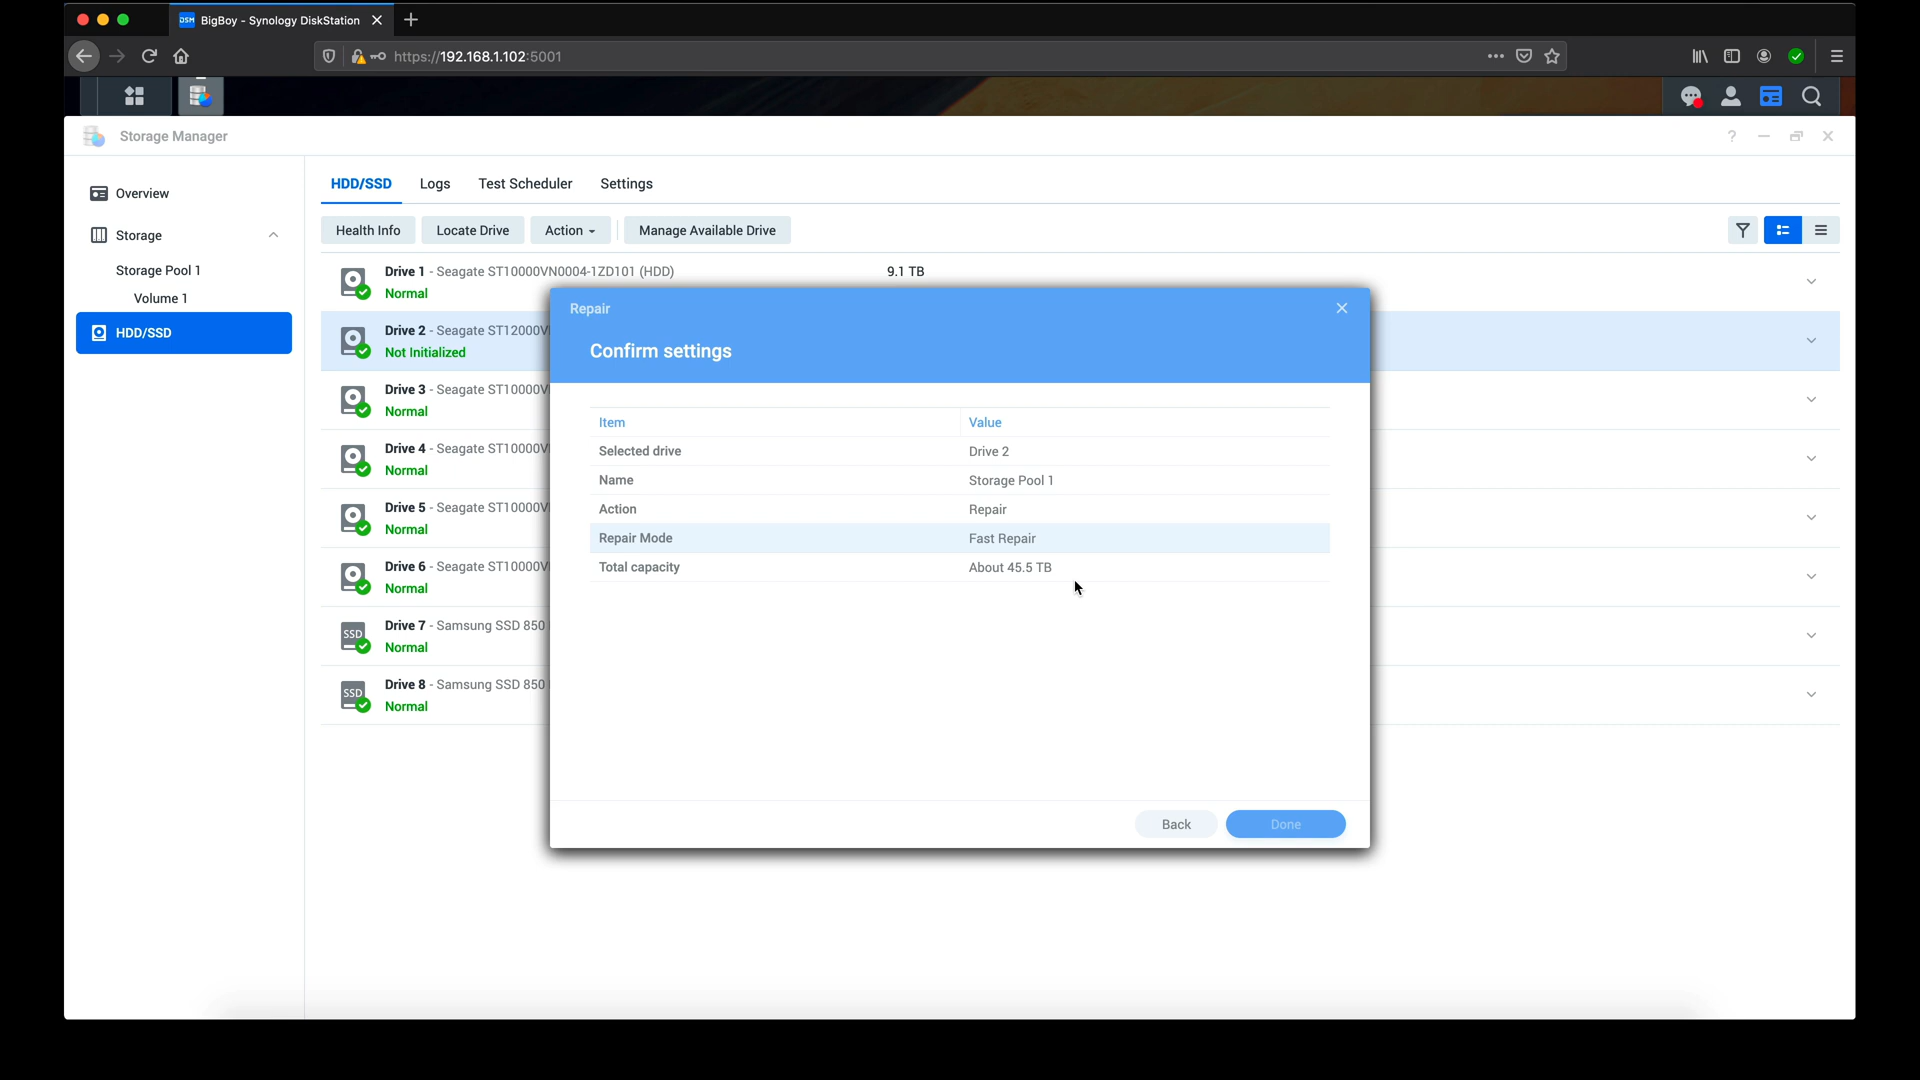 DSM BigBoy - Synology DiskStation
https://192.168.1.102:5001
Storage Manager
Overview
Storage
Storage Pool 1
Volume 1
HDD/SSD
HDD/SSD Logs Test Scheduler Settings
Health Info Locate Drive Action Manage Available Drive
Drive 1 - Seagate ST10000VN0004-1ZD101 (HDD) 9.1 TB
Normal
Drive 2 - Seagate ST12000V
Not Initialized
Drive 3 - Seagate ST10000V
Normal
Drive 4 - Seagate ST10000V
Normal
Drive 5 - Seagate ST10000V
Normal
Drive 6 - Seagate ST10000V
Normal
SSD
Drive 7 - Samsung SSD 850
Normal
SSD
Drive 8 - Samsung SSD 850
Normal
Repair
Confirm settings
Item Value
Selected drive Drive 2
Name Storage Pool 1
Action Repair
Repair Mode Fast Repair
Total capacity About 45.5 TB
Back Done